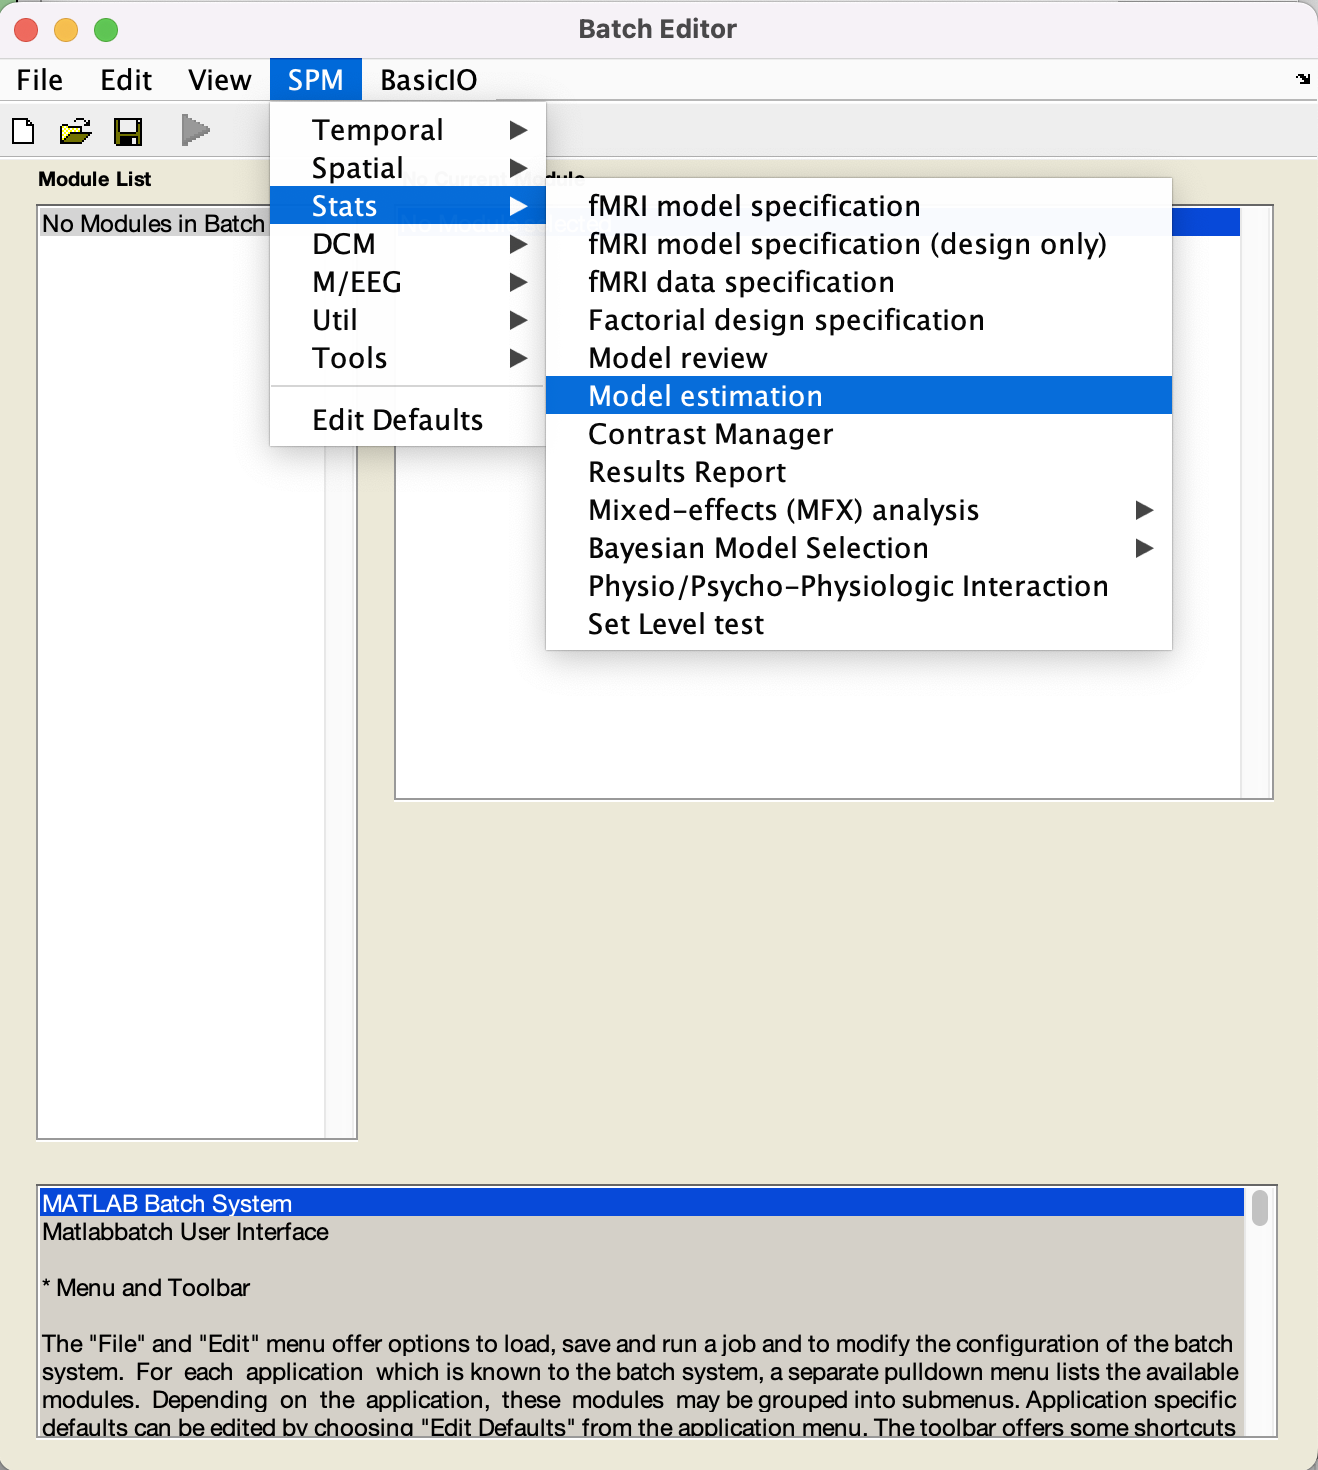 Batch Editor
File Edit View SPM BasicIO
Module List
No Current Module
No Modules in Batch
No Module selected
Temporal
Spatial
Stats
DCM
M/EEG
Util
Tools
Edit Defaults
fMRI model specification
fMRI model specification (design only)
fMRI data specification
Factorial design specification
Model review
Model estimation
Contrast Manager
Results Report
Mixed-effects (MFX) analysis
Bayesian Model Selection
Physio/Psycho-Physiologic Interaction
Set Level test
MATLAB Batch System
Matlabbatch User Interface
* Menu and Toolbar
The "File" and "Edit" menu offer options to load, save and run a job and to modify the configuration of the batch
system. For each application which is known to the batch system, a separate pulldown menu lists the available
modules. Depending on the application, these modules may be grouped into submenus. Application specific
defaults can be edited by choosing "Edit Defaults" from the application menu. The toolbar offers some shortcuts